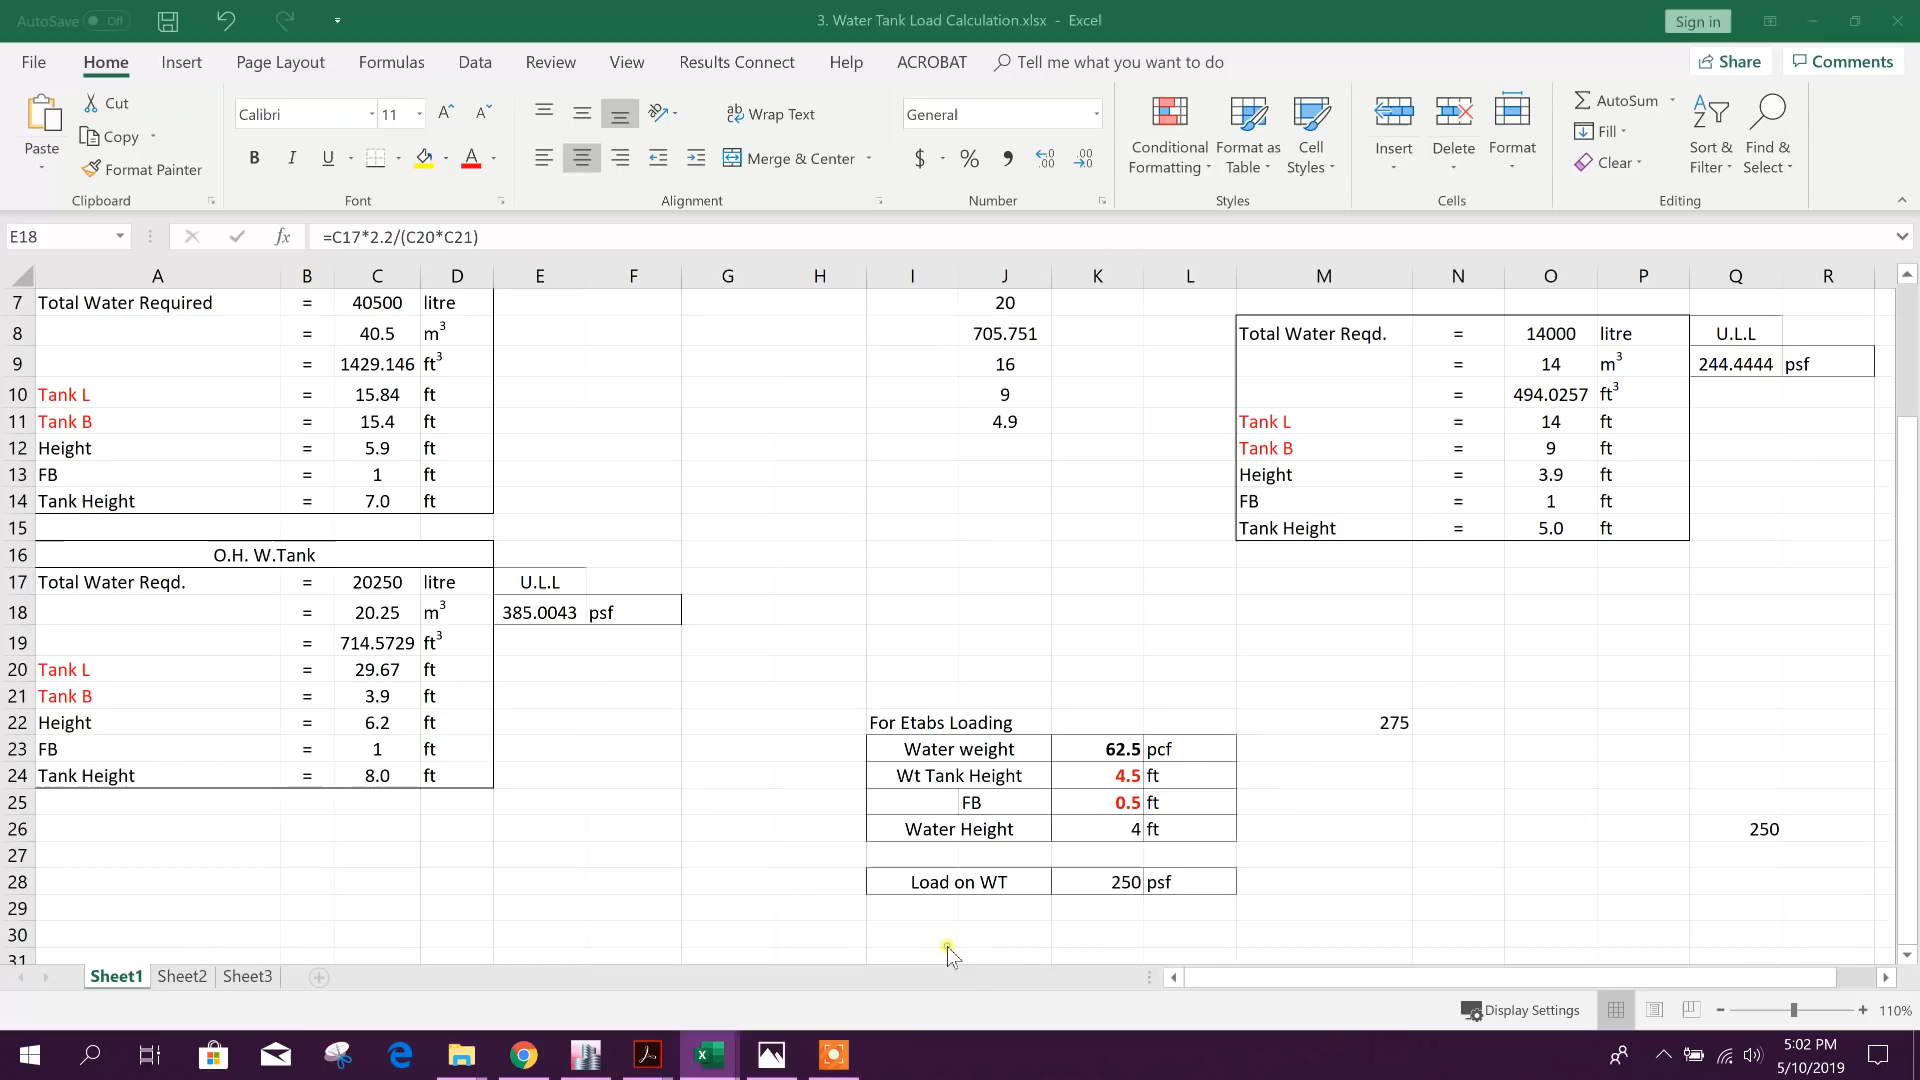 AutoSave Off
3. Water Tank Load Calculation.xlsx - Excel
Sign in
File Home Insert Page Layout Formulas Data Review View Results Connect Help ACROBAT Tell me what you want to do
Share Comments
Paste
Cut
Copy
Format Painter
Clipboard
Calibri 11
B I U
Font
Wrap Text
Merge & Center
Alignment
General
$ % 9
Number
Conditional Formatting
Format as Table
Cell Styles
Styles
Insert Delete Format
Cells
AutoSum
Fill
Clear
Sort & Filter
Find & Select
Editing
E18 fx =C17*2.2/(C20*C21)
A B C D E F G H I J K L M N O P Q R
7 Total Water Required = 40500 litre 20
8 = 40.5 m³ 705.751 Total Water Reqd. = 14000 litre U.L.L
9 = 1429.146 ft³ 16 = 14 m³ 244.4444 psf
10 Tank L = 15.84 ft 9 = 494.0257 ft³
11 Tank B = 15.4 ft 4.9 Tank L = 14 ft
12 Height = 5.9 ft Tank B = 9 ft
13 FB = 1 ft Height = 3.9 ft
14 Tank Height = 7.0 ft FB = 1 ft
15 Tank Height = 5.0 ft
16 O.H. W.Tank
17 Total Water Reqd. = 20250 litre U.L.L
18 = 20.25 m³ 385.0043 psf
19 = 714.5729 ft³
20 Tank L = 29.67 ft
21 Tank B = 3.9 ft
22 Height = 6.2 ft For Etabs Loading 275
23 FB = 1 ft Water weight 62.5 pcf
24 Tank Height = 8.0 ft Wt Tank Height 4.5 ft
25 FB 0.5 ft
26 Water Height 4 ft 250
27
28 Load on WT 250 psf
29
30
31
Sheet1 Sheet2 Sheet3
Display Settings 110%
5:02 PM
5/10/2019